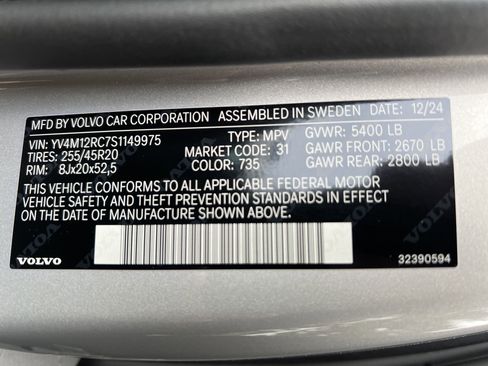 MFD BY VOLVO CAR CORPORATION ASSEMBLED IN SWEDEN DATE: 12/24
VIN: YV4M12RC7S1149975 TYPE: MPV GVWR: 5400 LB
TIRES: 255/45R20 MARKET CODE: 31 GAWR FRONT: 2670 LB
RIM: 8Jx20x52,5 COLOR: 735 GAWR REAR: 2800 LB
THIS VEHICLE CONFORMS TO ALL APPLICABLE FEDERAL MOTOR
VEHICLE SAFETY AND THEFT PREVENTION STANDARDS IN EFFECT
ON THE DATE OF MANUFACTURE SHOWN ABOVE.
VOLVO 32390594